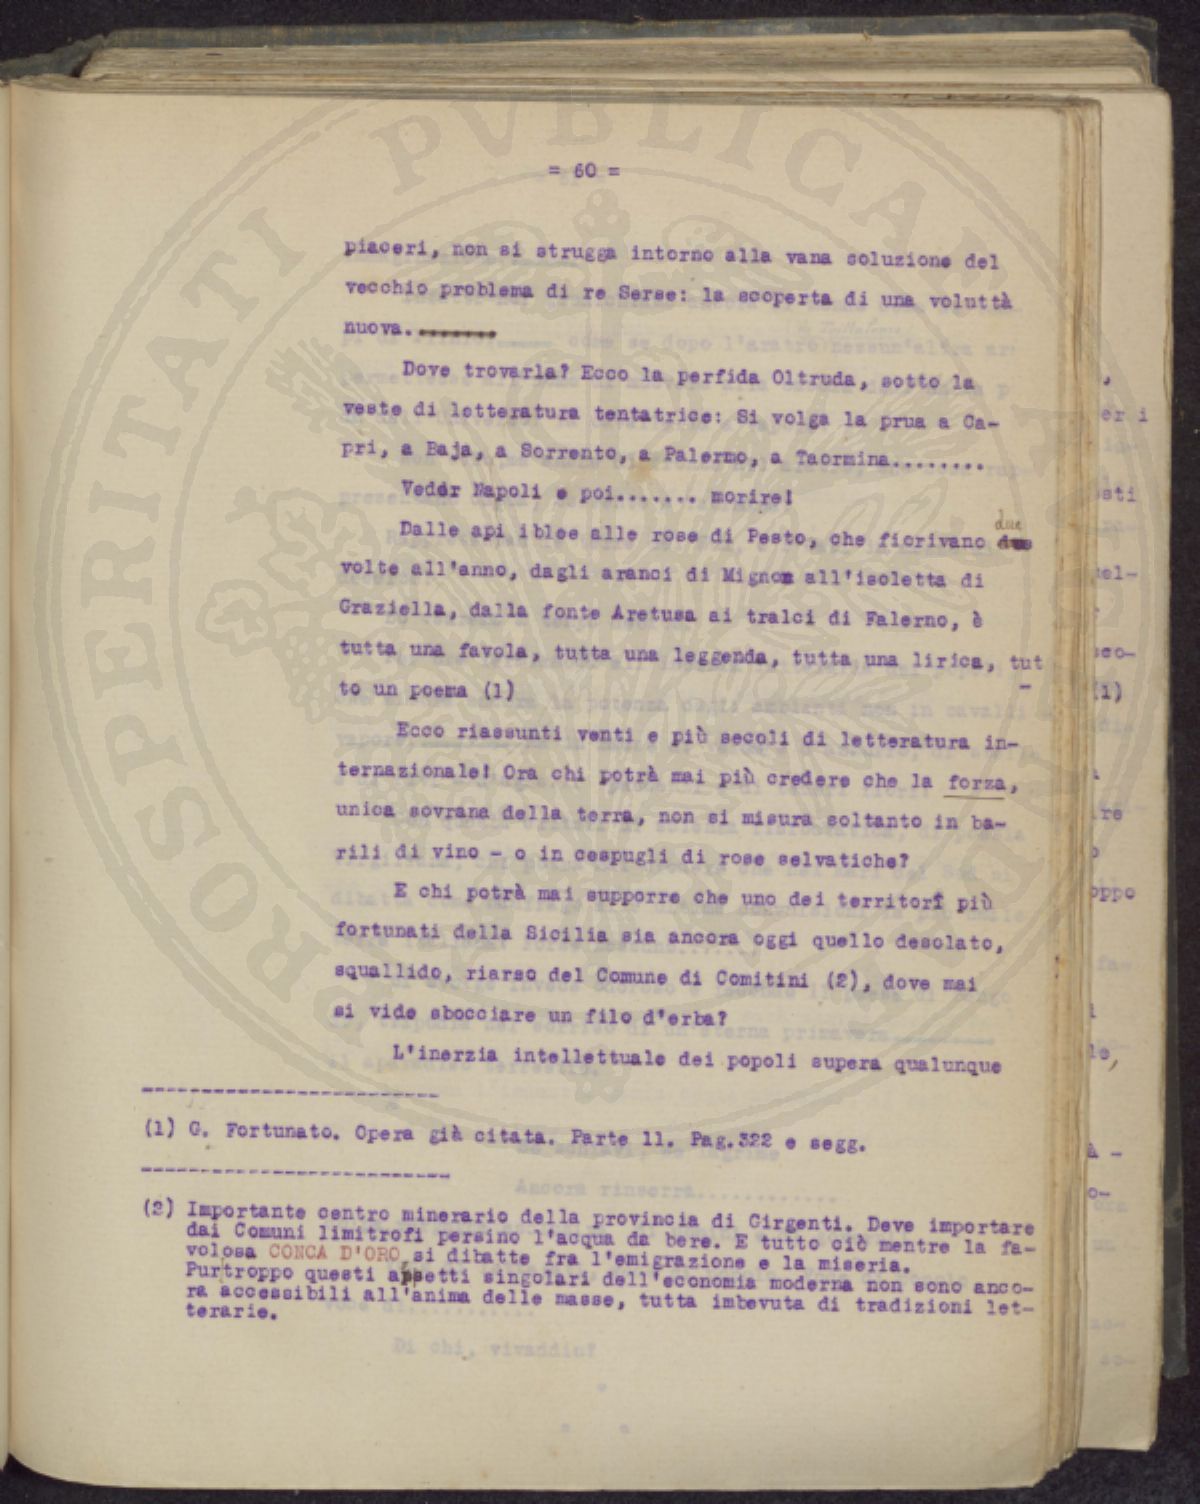 = 60 =
piaceri, non si strugga intorno alla vana soluzione del
vecchio problema di re Serse: la scoperta di una voluttà
nuova.
Dove trovarla? Ecco la perfida Oltruda, sotto la
veste di letteratura tentatrice: Si volga la prua a Ca-
pri, a Baja, a Sorrento, a Palermo, a Taormina........
Veder Napoli e poi....... morire!
Dalle api iblee alle rose di Pesto, che fiorivano due
volte all'anno, dagli aranci di Mignon all'isoletta di
Graziella, dalla fonte Aretusa ai tralci di Falerno, è
tutta una favola, tutta una leggenda, tutta una lirica, tut-
to un poema (1)
Ecco riassunti venti e più secoli di letteratura in-
ternazionale! Ora chi potrà mai più credere che la forza,
unica sovrana della terra, non si misura soltanto in ba-
rili di vino - o in cespugli di rose selvatiche?
E chi potrà mai supporre che uno dei territorî più
fortunati della Sicilia sia ancora oggi quello desolato,
squallido, riarso del Comune di Comitini (2), dove mai
si vide sbocciare un filo d'erba?
L'inerzia intellettuale dei popoli supera qualunque
(1) G. Fortunato. Opera già citata. Parte 11. Pag.322 e segg.
(2) Importante centro minerario della provincia di Girgenti. Deve importare
dai Comuni limitrofi persino l'acqua da bere. E tutto ciò mentre la fa-
volosa CONCA D'ORO si dibatte fra l'emigrazione e la miseria.
Purtroppo questi aspetti singolari dell'economia moderna non sono anco-
ra accessibili all'anima delle masse, tutta imbevuta di tradizioni let-
terarie.
PROSPERITATI PVBLICAE